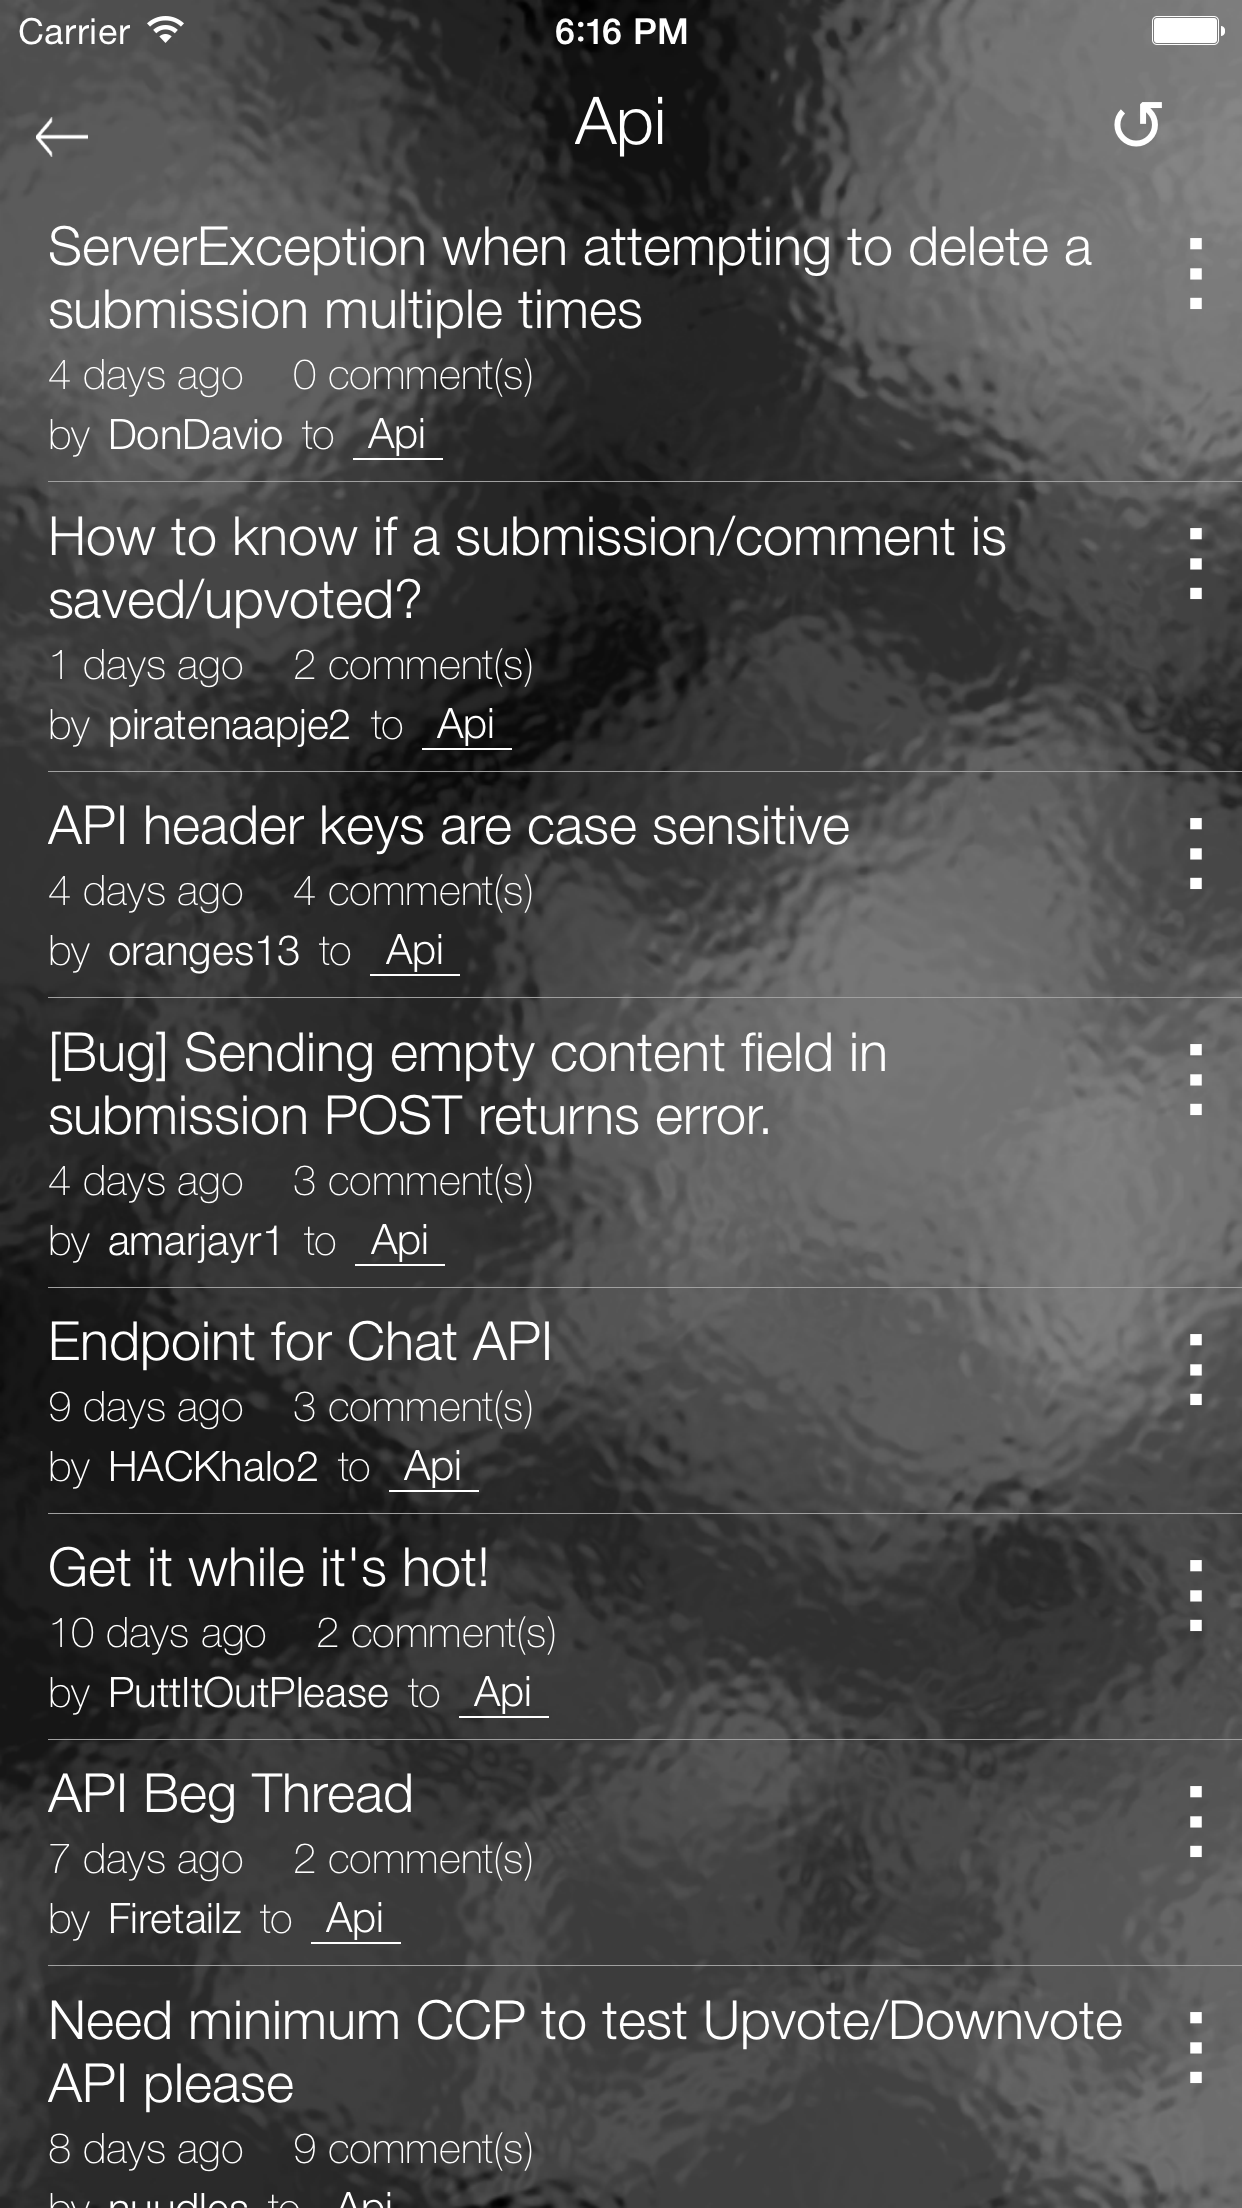 Carrier 6:16 PM
Api
ServerException when attempting to delete a
submission multiple times
4 days ago 0 comment(s)
by DonDavio to Api
How to know if a submission/comment is
saved/upvoted?
1 days ago 2 comment(s)
by piratenaapje2 to Api
API header keys are case sensitive
4 days ago 4 comment(s)
by oranges13 to Api
[Bug] Sending empty content field in
submission POST returns error.
4 days ago 3 comment(s)
by amarjayr1 to Api
Endpoint for Chat API
9 days ago 3 comment(s)
by HACKhalo2 to Api
Get it while it's hot!
10 days ago 2 comment(s)
by PuttItOutPlease to Api
API Beg Thread
7 days ago 2 comment(s)
by Firetailz to Api
Need minimum CCP to test Upvote/Downvote
API please
8 days ago 9 comment(s)
by to Api